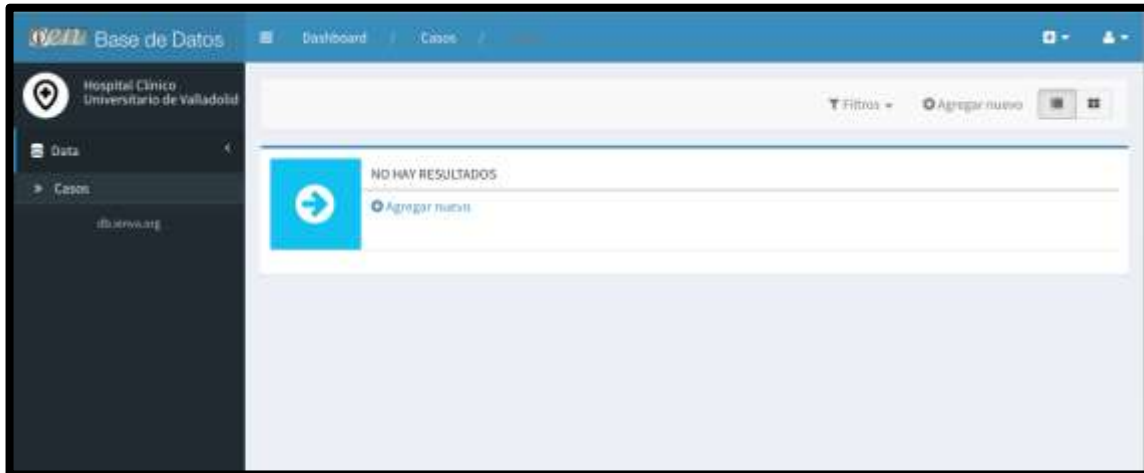 Base de Datos
Dashboard / Casos /
Hospital Clínico
Universitario de Valladolid
Filtros
Agregar nuevo
Data
Casos
NO HAY RESULTADOS
Agregar nuevo